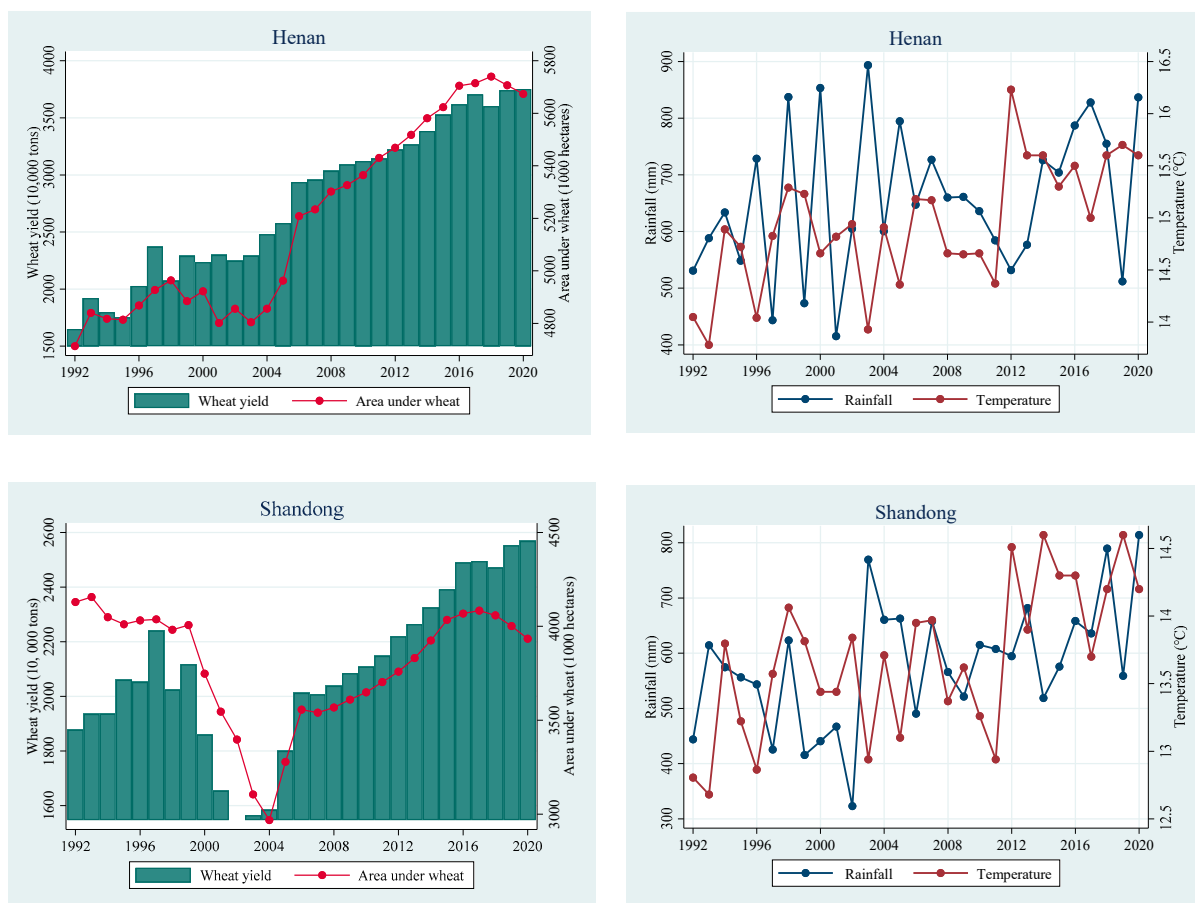 Henan
Wheat yield (10,000 tons)
4000
3500
3000
2500
2000
1500
5800
5600
5400
5200
5000
4800
Area under wheat (1000 hectares)
1992 1996 2000 2004 2008 2012 2016 2020
Wheat yield Area under wheat
Henan
Rainfall (mm)
900
800
700
600
500
400
16.5
16
15.5
15
14.5
14
Temperature (°C)
1992 1996 2000 2004 2008 2012 2016 2020
Rainfall Temperature
Shandong
Wheat yield (10, 000 tons)
2600
2400
2200
2000
1800
1600
4500
4000
3500
3000
Area under wheat (1000 hectares)
1992 1996 2000 2004 2008 2012 2016 2020
Wheat yield Area under wheat
Shandong
Rainfall (mm)
800
700
600
500
400
300
14.5
14
13.5
13
12.5
Temperature (°C)
1992 1996 2000 2004 2008 2012 2016 2020
Rainfall Temperature